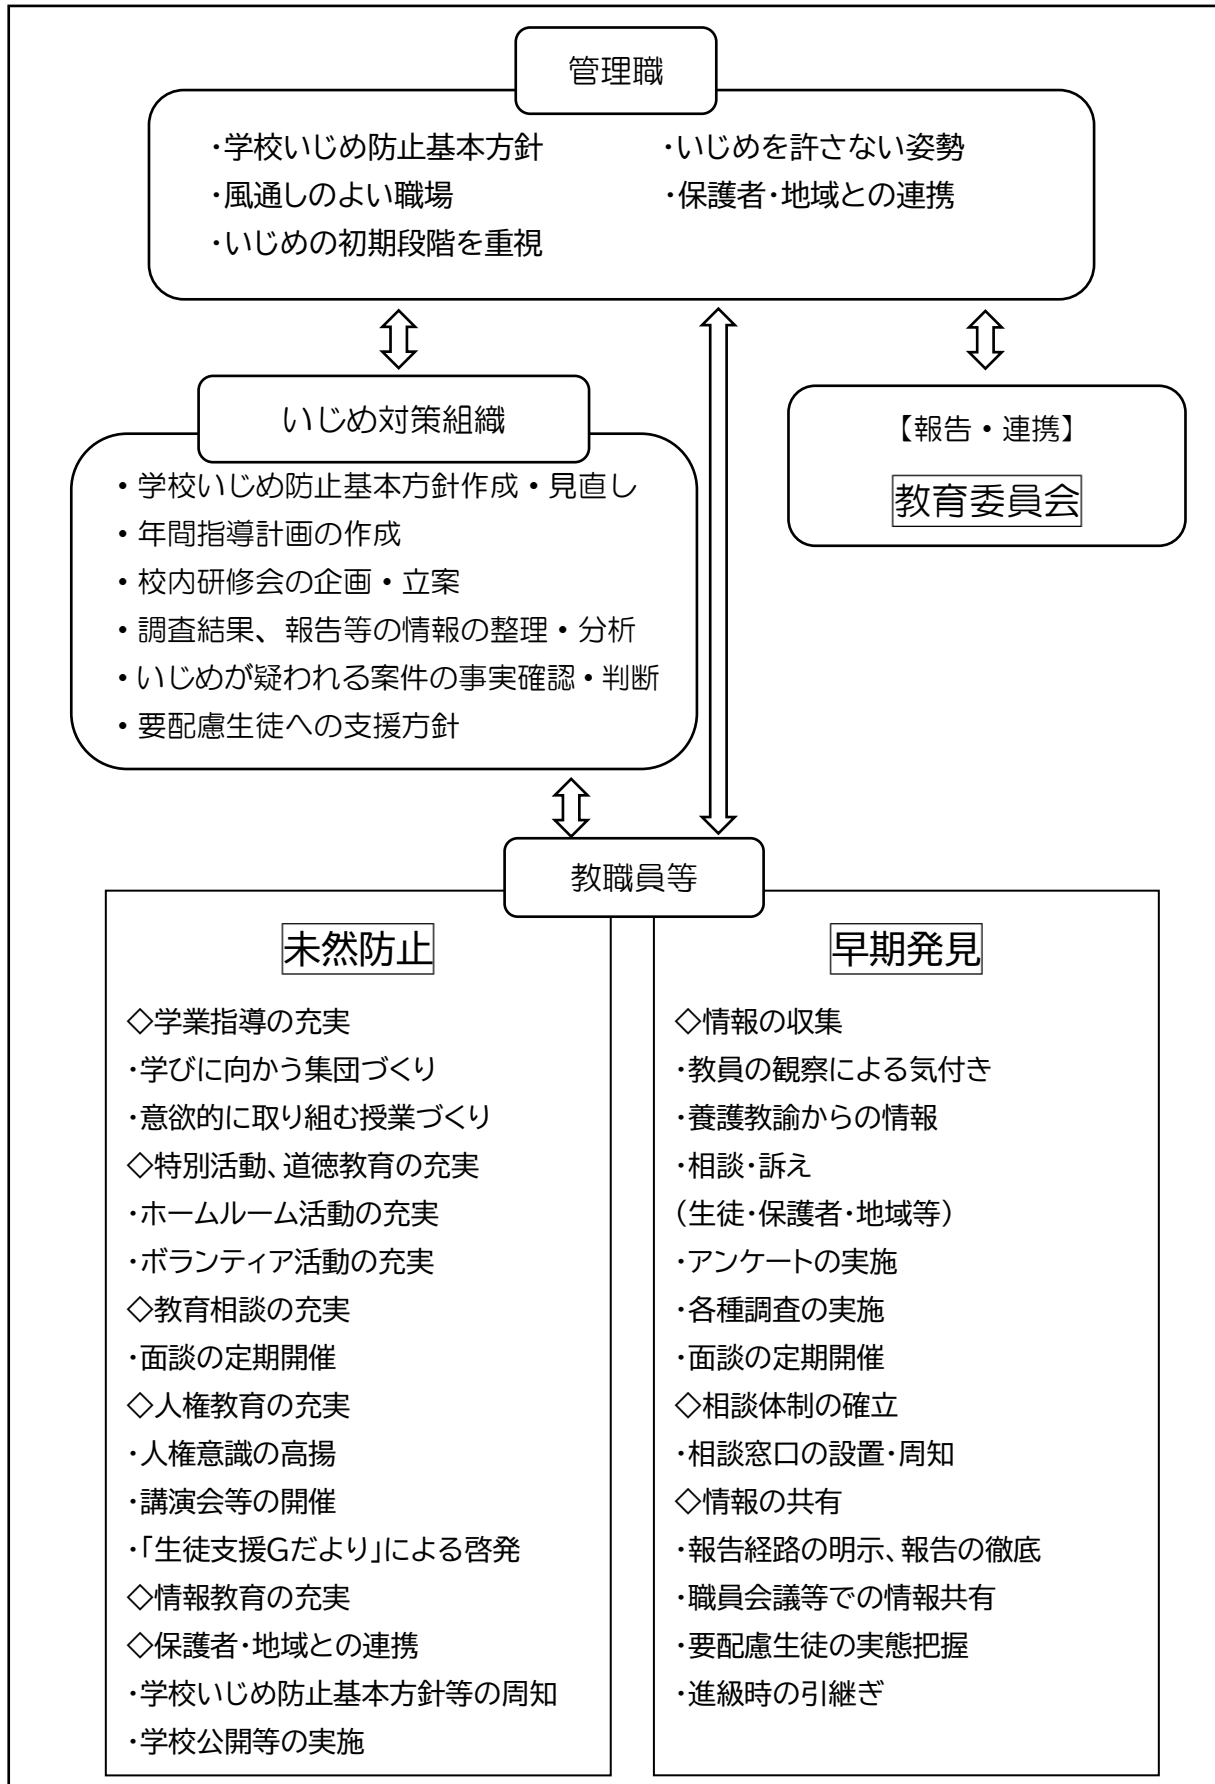 管理職
・学校いじめ防止基本方針　・いじめを許さない姿勢
・風通しのよい職場　・保護者・地域との連携
・いじめの初期段階を重視
いじめ対策組織
・学校いじめ防止基本方針作成・見直し
・年間指導計画の作成
・校内研修会の企画・立案
・調査結果、報告等の情報の整理・分析
・いじめが疑われる案件の事実確認・判断
・要配慮生徒への支援方針
【報告・連携】
教育委員会
教職員等
未然防止
◇学業指導の充実
・学びに向かう集団づくり
・意欲的に取り組む授業づくり
◇特別活動、道徳教育の充実
・ホームルーム活動の充実
・ボランティア活動の充実
◇教育相談の充実
・面談の定期開催
◇人権教育の充実
・人権意識の高揚
・講演会等の開催
・「生徒支援Gだより」による啓発
◇情報教育の充実
◇保護者・地域との連携
・学校いじめ防止基本方針等の周知
・学校公開等の実施
早期発見
◇情報の収集
・教員の観察による気付き
・養護教諭からの情報
・相談・訴え
（生徒・保護者・地域等）
・アンケートの実施
・各種調査の実施
・面談の定期開催
◇相談体制の確立
・相談窓口の設置・周知
◇情報の共有
・報告経路の明示、報告の徹底
・職員会議等での情報共有
・要配慮生徒の実態把握
・進級時の引継ぎ